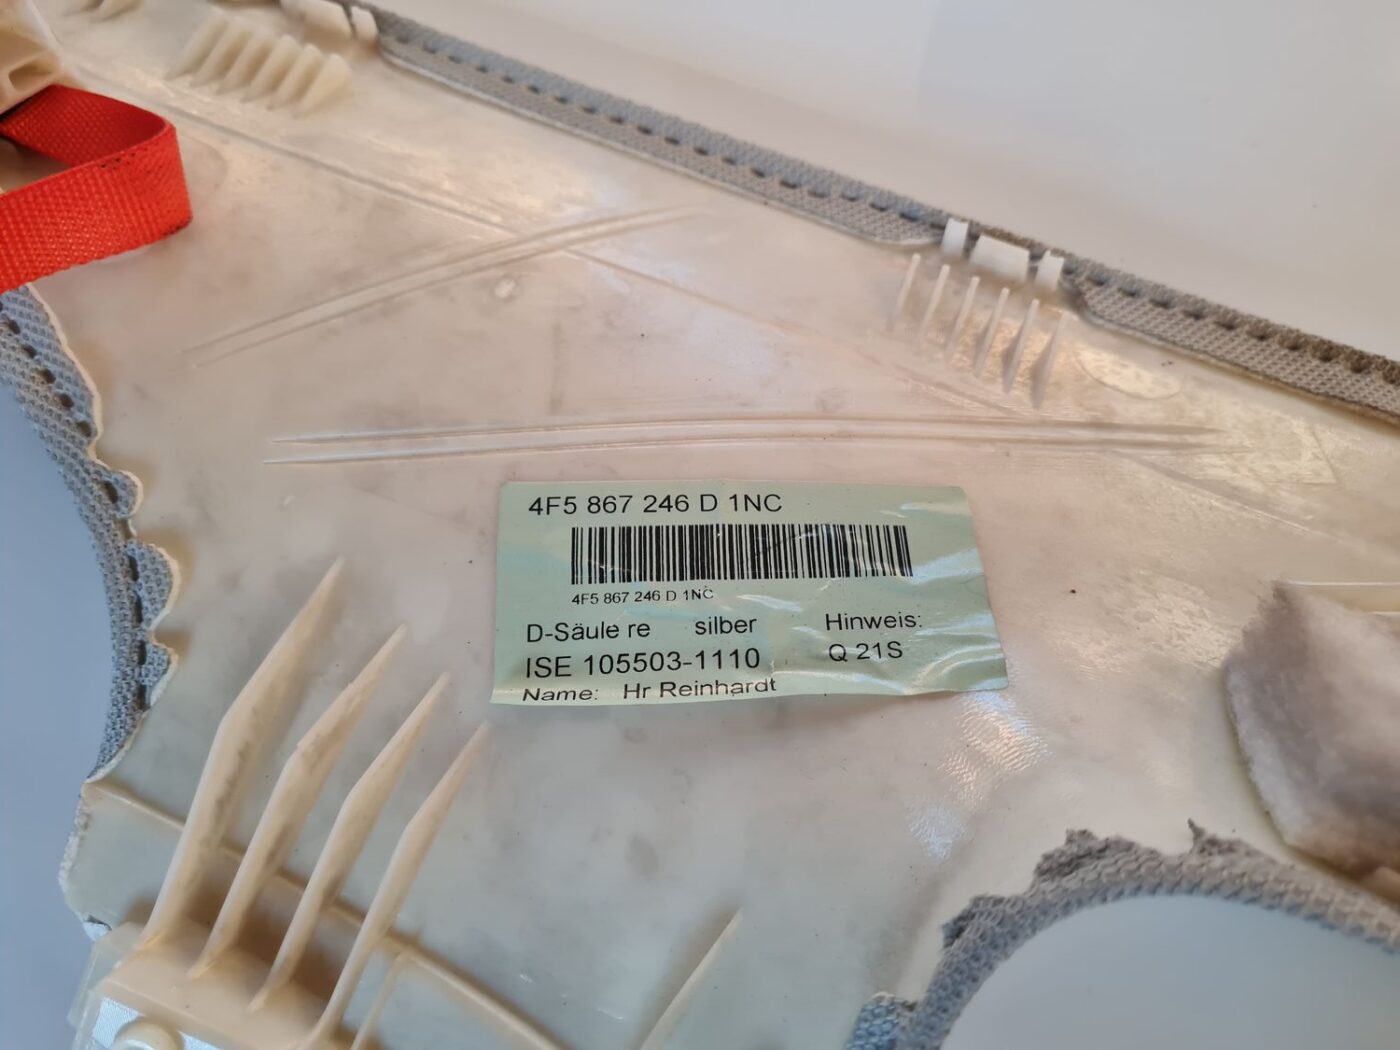 4F5 867 246 D 1NC
4F5 867 246 D 1NC
D-Säule re silber Hinweis:
ISE 105503-1110 Q 21S
Name: Hr Reinhardt